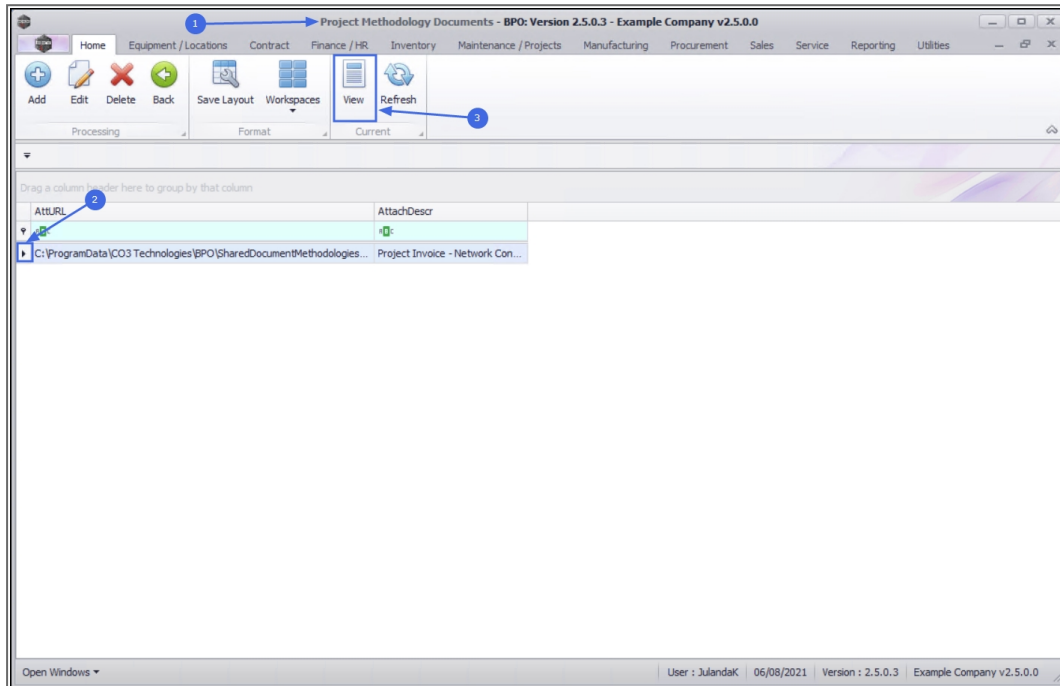 1
Project Methodology Documents - BPO: Version 2.5.0.3 - Example Company v2.5.0.0
Home Equipment / Locations Contract Finance / HR Inventory Maintenance / Projects Manufacturing Procurement Sales Service Reporting Utilities
Add Edit Delete Back Save Layout Workspaces View Refresh
3
Processing Format Current
Drag a column header here to group by that column
2
AttURL AttachDescr
C:\ProgramData\CO3 Technologies\BPO\SharedDocumentMethodologies... Project Invoice - Network Con...
Open Windows User : JulandaK 06/08/2021 Version : 2.5.0.3 Example Company v2.5.0.0